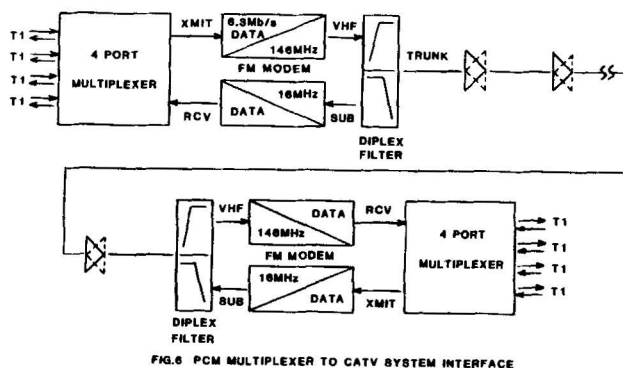 T1
T1
T1
T1
4 PORT
MULTIPLEXER
XMIT
RCV
6.3Mb/s
DATA
146MHz
FM MODEM
16MHz
DATA
VHF
SUB
DIPLEX
FILTER
TRUNK
DIPLEX
FILTER
VHF
SUB
DATA
146MHz
FM MODEM
16MHz
DATA
RCV
XMIT
4 PORT
MULTIPLEXER
T1
T1
T1
T1
FIG.6 PCM MULTIPLEXER TO CATV SYSTEM INTERFACE